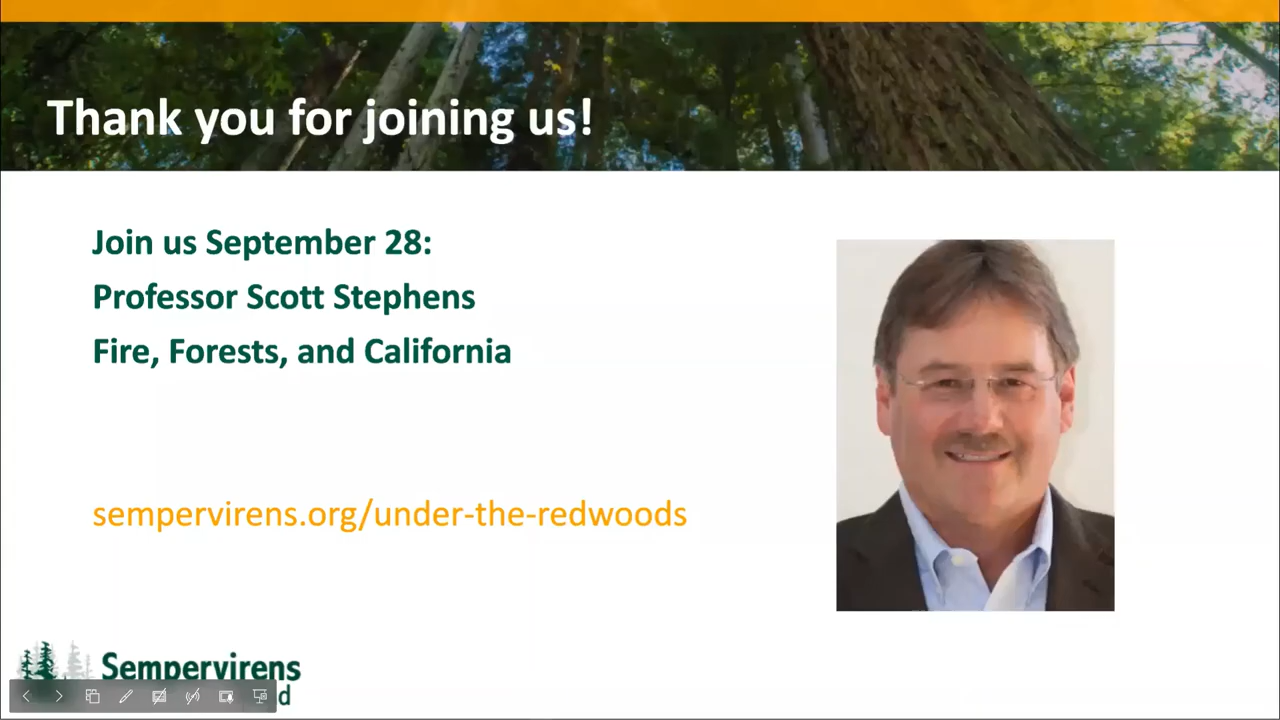 Thank you for joining us!
Join us September 28:
Professor Scott Stephens
Fire, Forests, and California
sempervirens.org/under-the-redwoods
Sempervirens